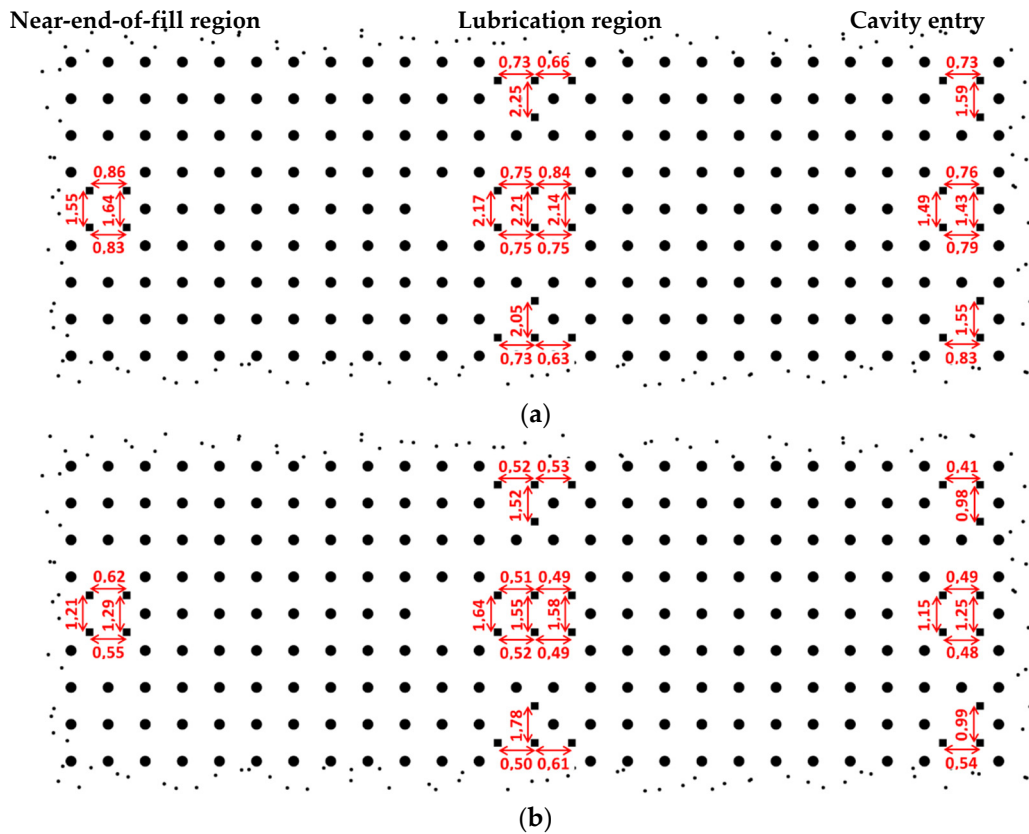 Near-end-of-fill region Lubrication region Cavity entry
0,73 0,66 0,73
2.25 1.59
0,86 0,75 0,84 0,76
1.55 1.64 2.17 2.21 2.14 1.49 1.43
0,83 0,75 0,75 0,79
2,05 1.55
0,73 0,63 0,83
(a)
0,52 0,53 0,41
1,52 0,98
0,62 0,51 0,49 0,49
1,21 1,29 1,64 1,55 1,58 1,15 1,25
0,55 0,52 0,49 0,48
1,78 0,99
0,50 0,61 0,54
(b)